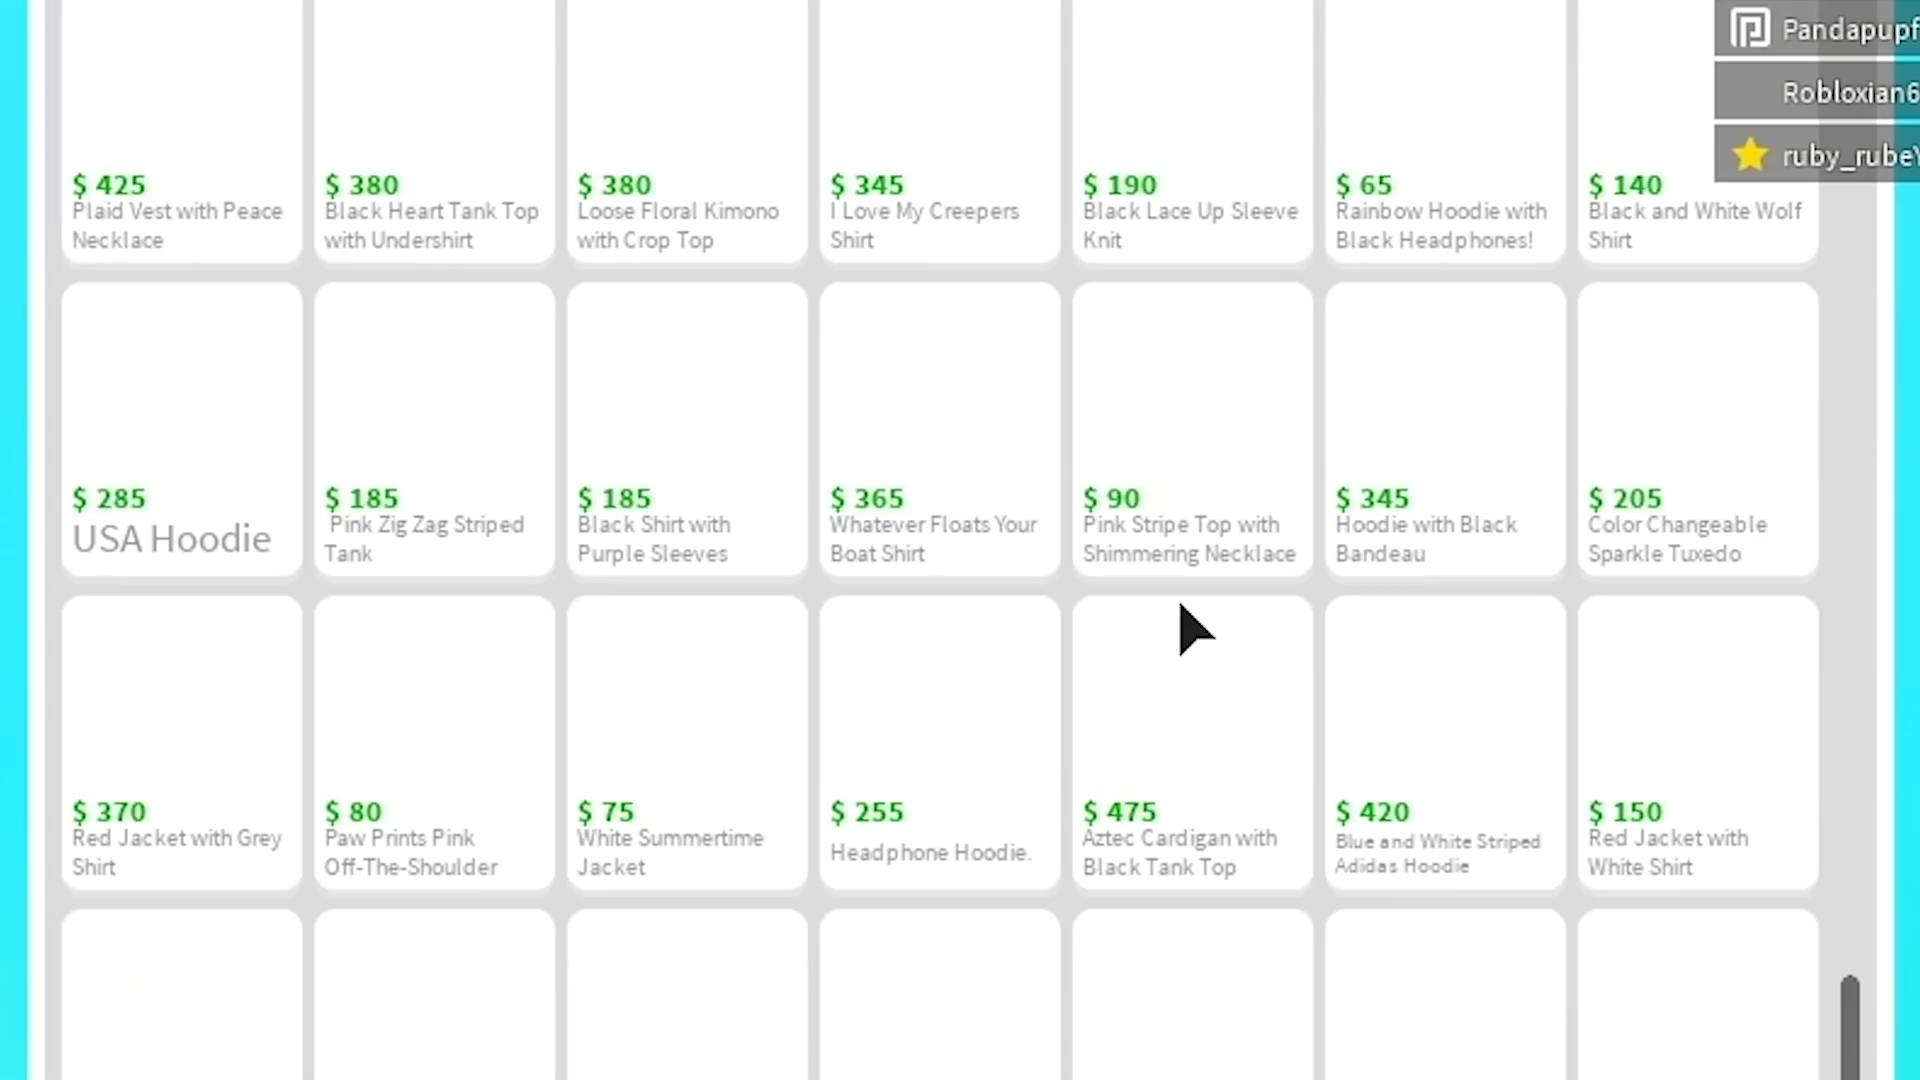 Pandapupf
Robloxian6
ruby_rubeY
$ 425
Plaid Vest with Peace
Necklace
$ 380
Black Heart Tank Top
with Undershirt
$ 380
Loose Floral Kimono
with Crop Top
$ 345
I Love My Creepers
Shirt
$ 190
Black Lace Up Sleeve
Knit
$ 65
Rainbow Hoodie with
Black Headphones!
$ 140
Black and White Wolf
Shirt
$ 285
USA Hoodie
$ 185
Pink Zig Zag Striped
Tank
$ 185
Black Shirt with
Purple Sleeves
$ 365
Whatever Floats Your
Boat Shirt
$ 90
Pink Stripe Top with
Shimmering Necklace
$ 345
Hoodie with Black
Bandeau
$ 205
Color Changeable
Sparkle Tuxedo
$ 370
Red Jacket with Grey
Shirt
$ 80
Paw Prints Pink
Off-The-Shoulder
$ 75
White Summertime
Jacket
$ 255
Headphone Hoodie.
$ 475
Aztec Cardigan with
Black Tank Top
$ 420
Blue and White Striped
Adidas Hoodie
$ 150
Red Jacket with
White Shirt